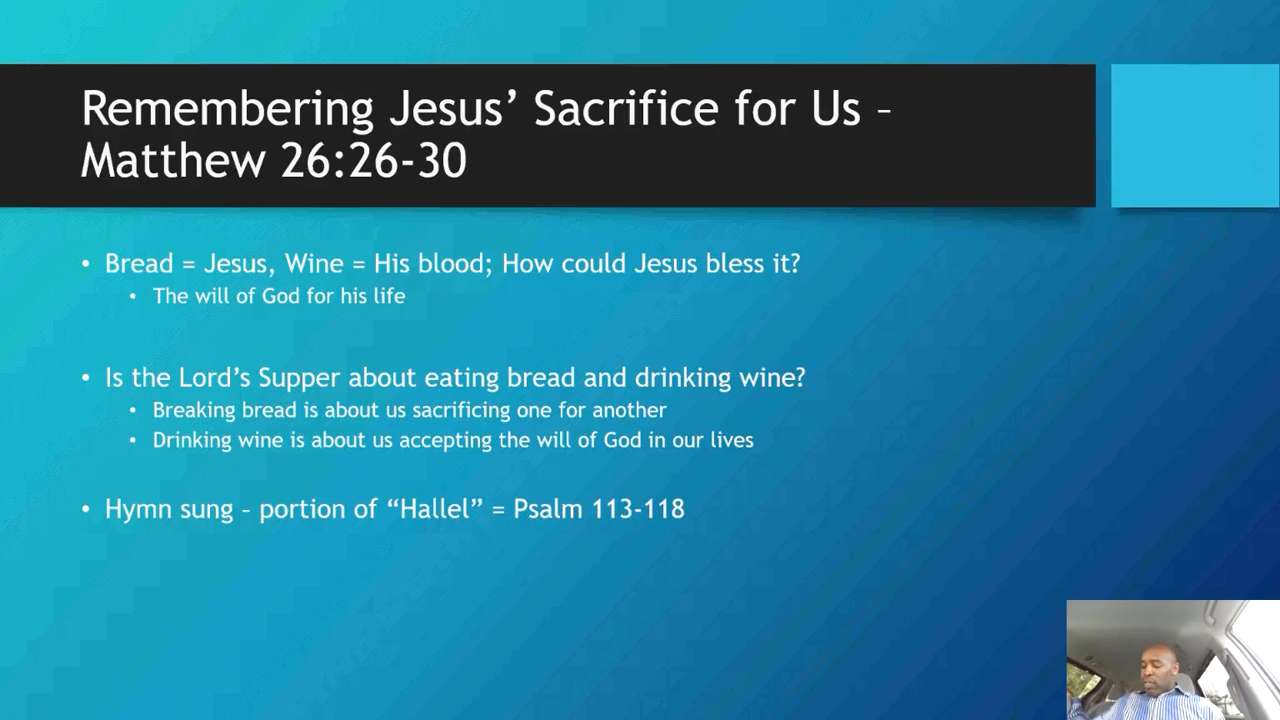 Remembering Jesus’ Sacrifice for Us –
Matthew 26:26-30
• Bread = Jesus, Wine = His blood; How could Jesus bless it?
• The will of God for his life
• Is the Lord’s Supper about eating bread and drinking wine?
• Breaking bread is about us sacrificing one for another
• Drinking wine is about us accepting the will of God in our lives
• Hymn sung – portion of “Hallel” = Psalm 113-118